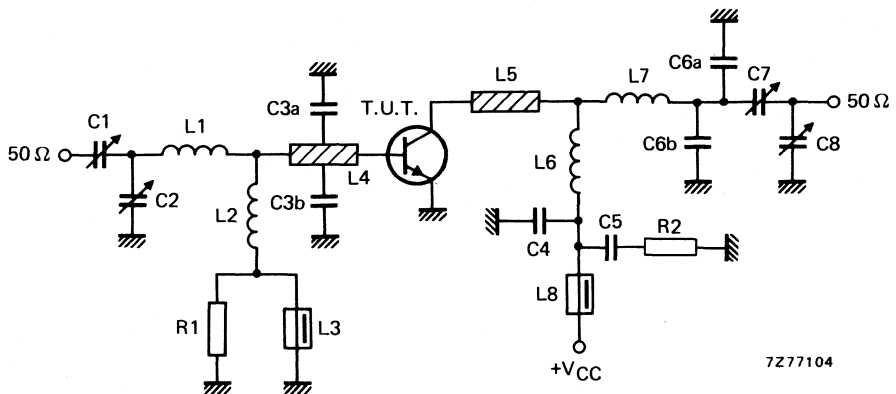 C6a
C7
L5
L7
50 Ω
C3a
T.U.T.
C1
L1
50 Ω
L6
C6b
C8
L4
C2
L2
C3b
C5
R2
C4
L8
R1
L3
+VCC
7Z77104